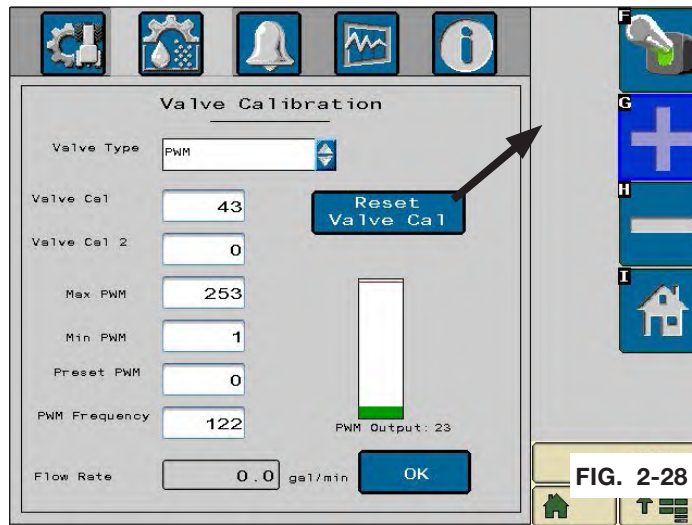 F
G
H
I
Valve Calibration
Valve Type PWM
Valve Cal 43
Reset
Valve Cal
Valve Cal 2 0
Max PWM 253
Min PWM 1
Preset PWM 0
PWM Frequency 122
PWM Output: 23
Flow Rate 0.0 gal/min
OK
FIG. 2-28